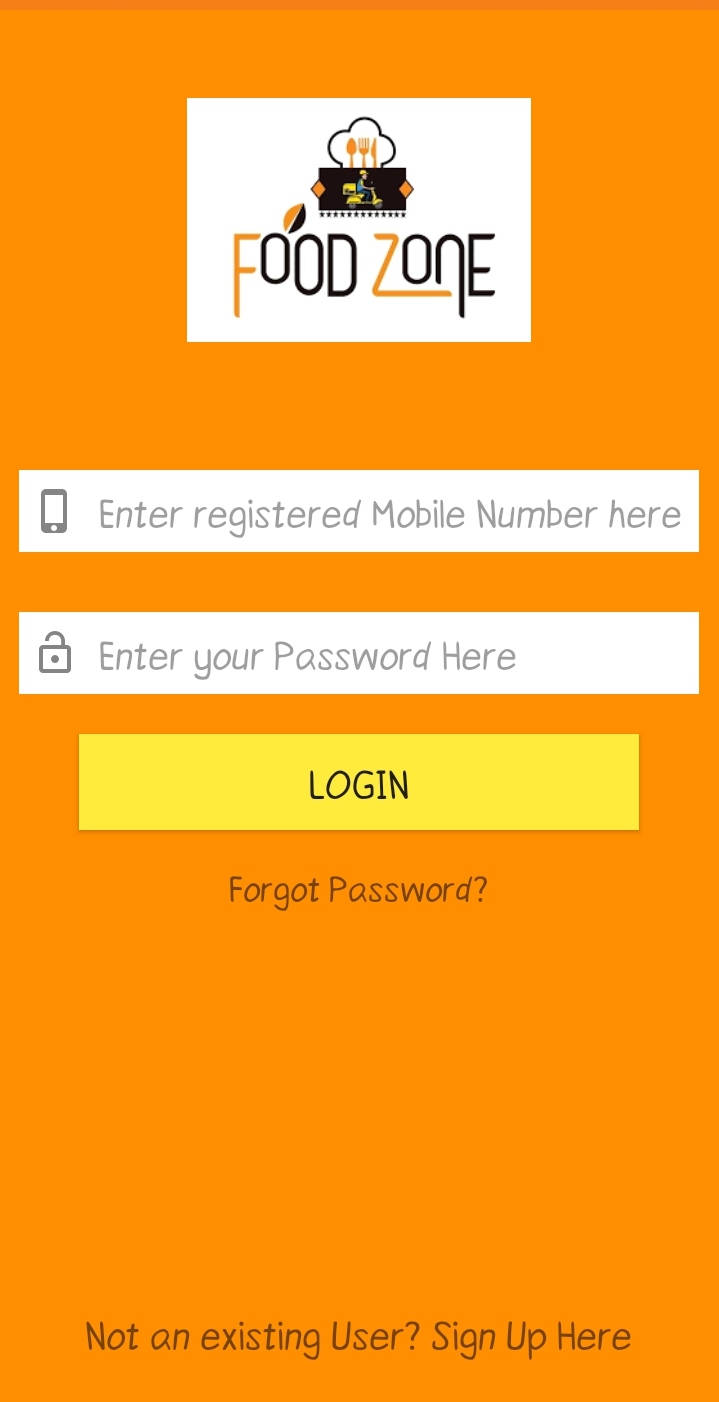 FOOD ZONE
Enter registered Mobile Number here
Enter your Password Here
LOGIN
Forgot Password?
Not an existing User? Sign Up Here